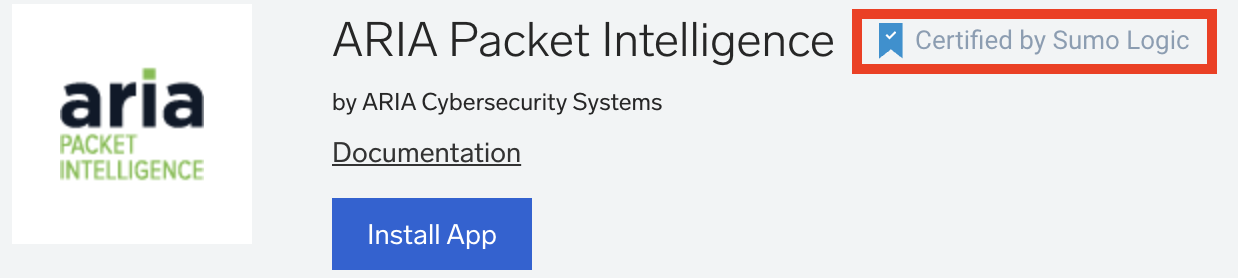 aria
PACKET
INTELLIGENCE
ARIA Packet Intelligence
Certified by Sumo Logic
by ARIA Cybersecurity Systems
Documentation
Install App